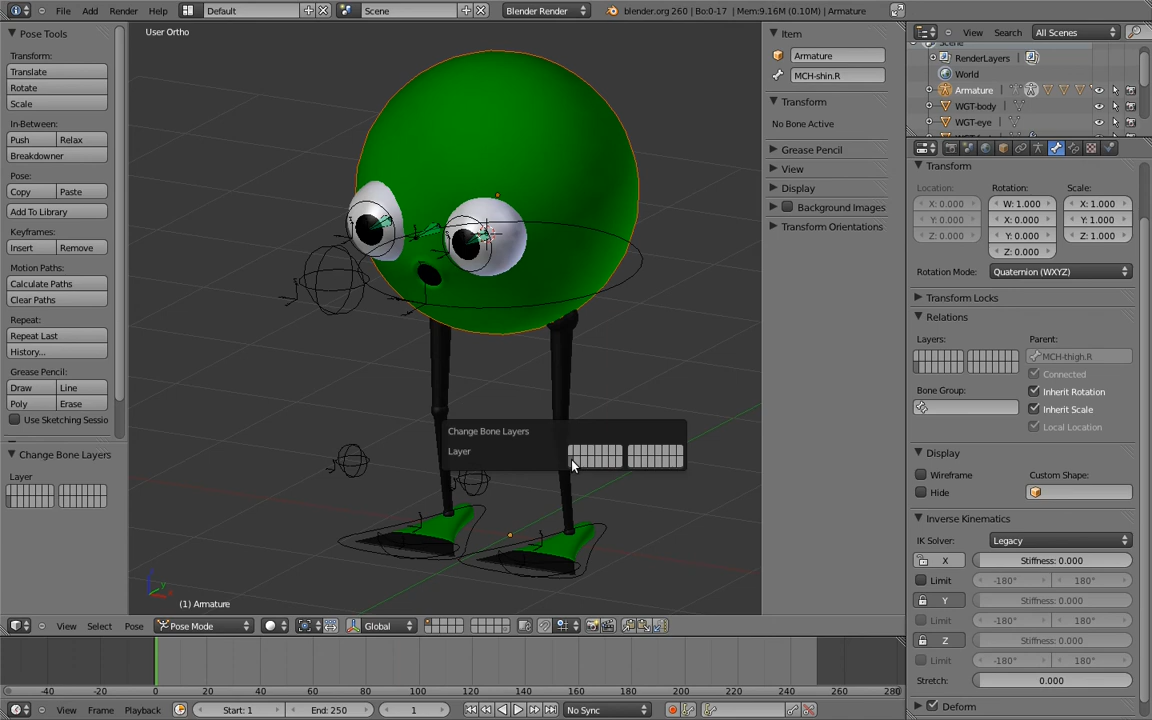 Add
Render
Help
Default
Scene
Blender Render
blender.org 260 | Bo:0-17 | Mem:9.16M (0.10M) | Armature
Pose Tools
Transform:
Translate
Rotate
Scale
In-Between:
Push
Relax
Breakdowner
Pose:
Copy
Paste
Add To Library
Keyframes:
Insert
Remove
Motion Paths:
Calculate Paths
Clear Paths
Repeat:
Repeat Last
History...
Grease Pencil:
Draw
Line
Poly
Erase
Use Sketching Sessio
Change Bone Layers
Layer
User Ortho
Change Bone Layers
Layer
(1) Armature
View
Select
Pose
Pose Mode
Global
Item
Armature
MCH-shin.R
Transform
No Bone Active
Grease Pencil
View
Display
Background Images
Transform Orientations
View
Search
All Scenes
Scene
RenderLayers
World
Armature
WGT-body
WGT-eye
Transform
Location:
Rotation:
Scale:
X: 0.000
W: 1.000
X: 1.000
Y: 0.000
X: 0.000
Y: 1.000
Z: 0.000
Y: 0.000
Z: 1.000
Z: 0.000
Rotation Mode:
Quaternion (WXYZ)
Transform Locks
Relations
Layers:
Parent:
MCH-thigh.R
Connected
Bone Group:
Inherit Rotation
Inherit Scale
Local Location
Display
Wireframe
Custom Shape:
Hide
Inverse Kinematics
IK Solver:
Legacy
X
Stiffness: 0.000
Limit
-180°
180°
Y
Stiffness: 0.000
Limit
-180°
180°
Z
Stiffness: 0.000
Limit
-180°
180°
Stretch:
0.000
Deform
-40 -20 0 20 40 60 80 100 120 140 160 180 200 220 240 260 280
View
Frame
Playback
Start: 1
End: 250
1
No Sync